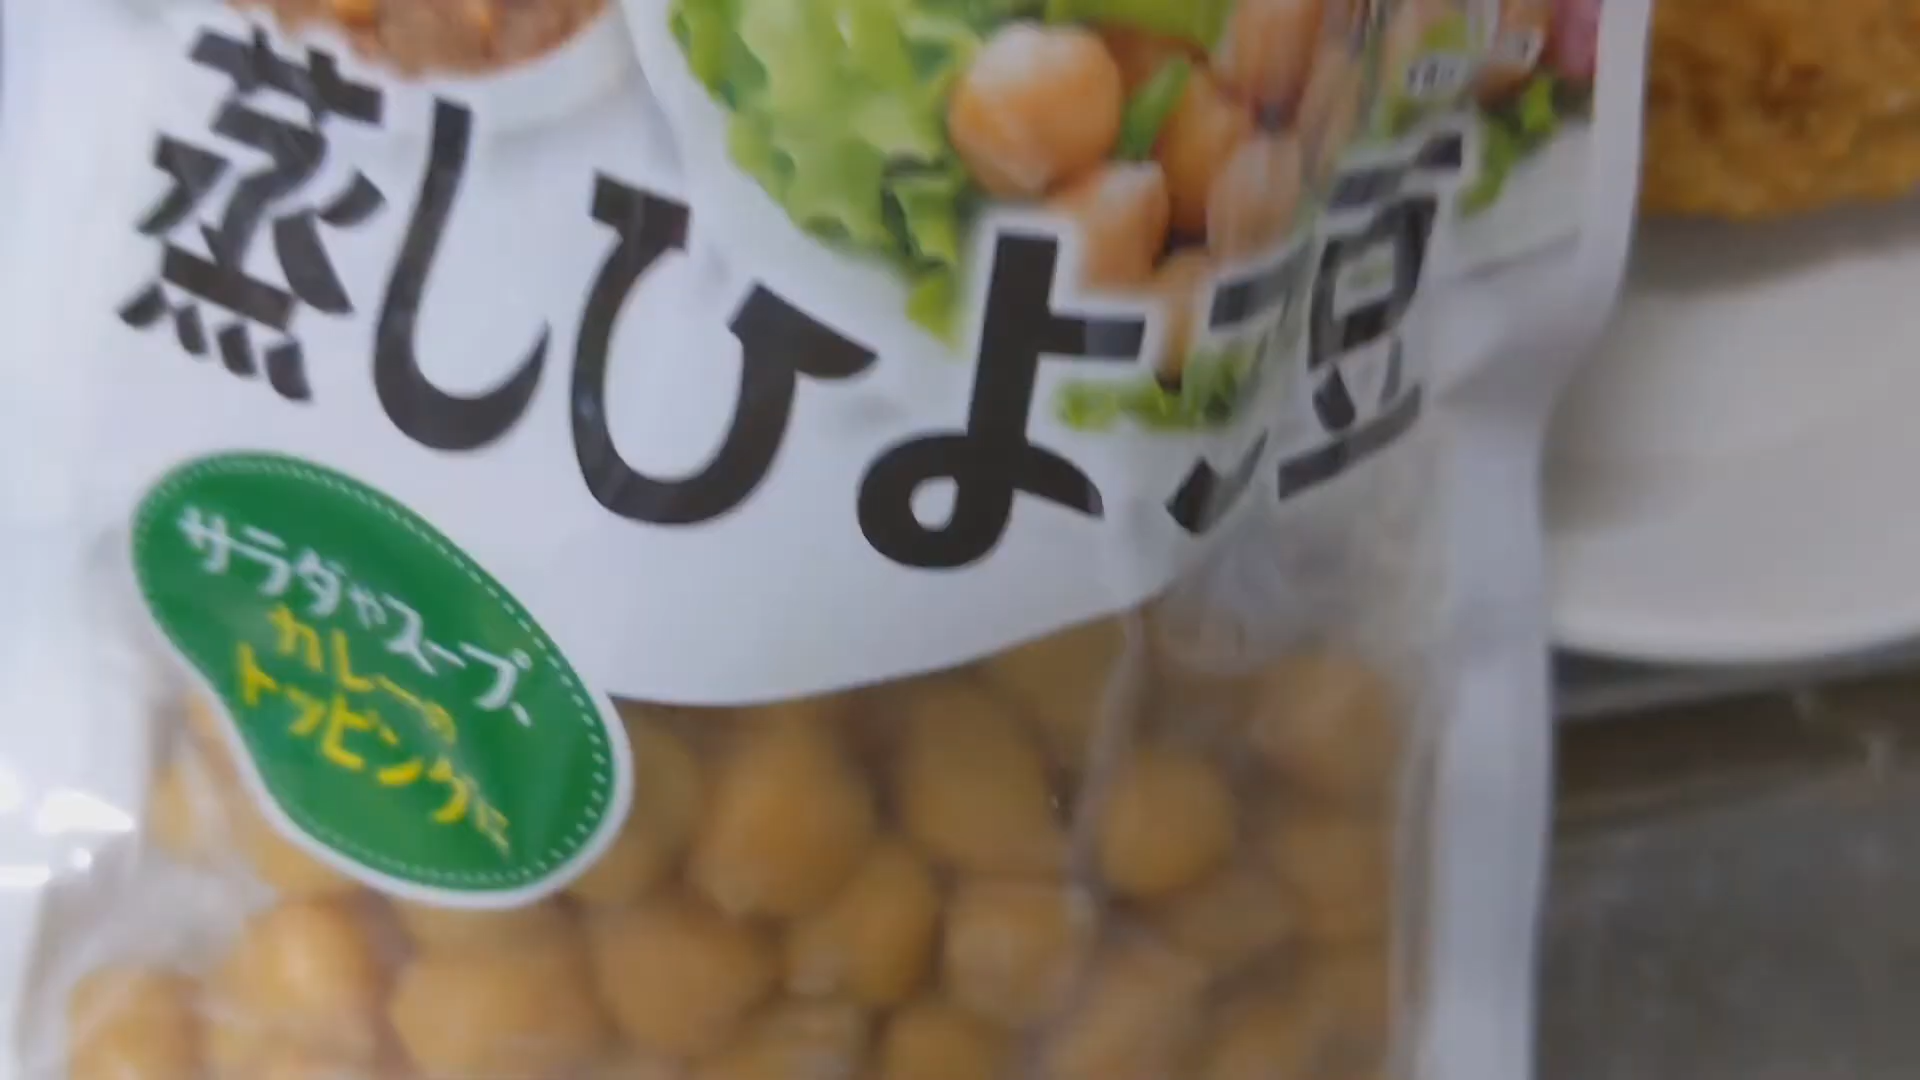 蒸しひよこ豆
サラダやスープ、
カレーの
トッピングに